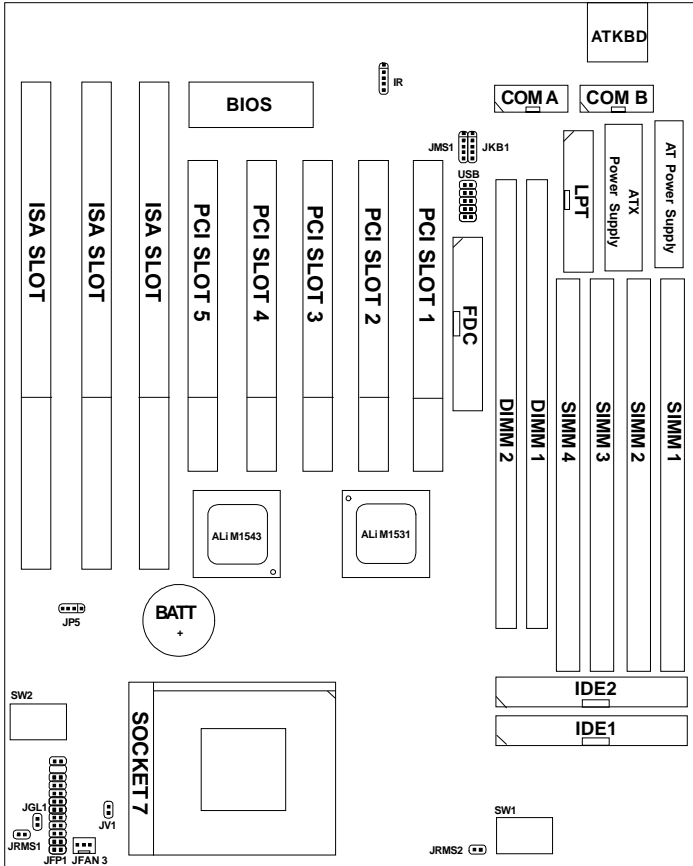 ATKBD
IR
BIOS
COM A
COM B
JMS1
JKB1
USB
LPT
ATX
Power Supply
AT Power Supply
ISA SLOT
ISA SLOT
ISA SLOT
PCI SLOT 5
PCI SLOT 4
PCI SLOT 3
PCI SLOT 2
PCI SLOT 1
FDC
DIMM 2
DIMM 1
SIMM 4
SIMM 3
SIMM 2
SIMM 1
ALi M1543
ALi M1531
BATT
+
JP5
SW2
SOCKET 7
IDE2
IDE1
JGL1
JV1
JRMS1
JFP1
JFAN 3
SW1
JRMS2